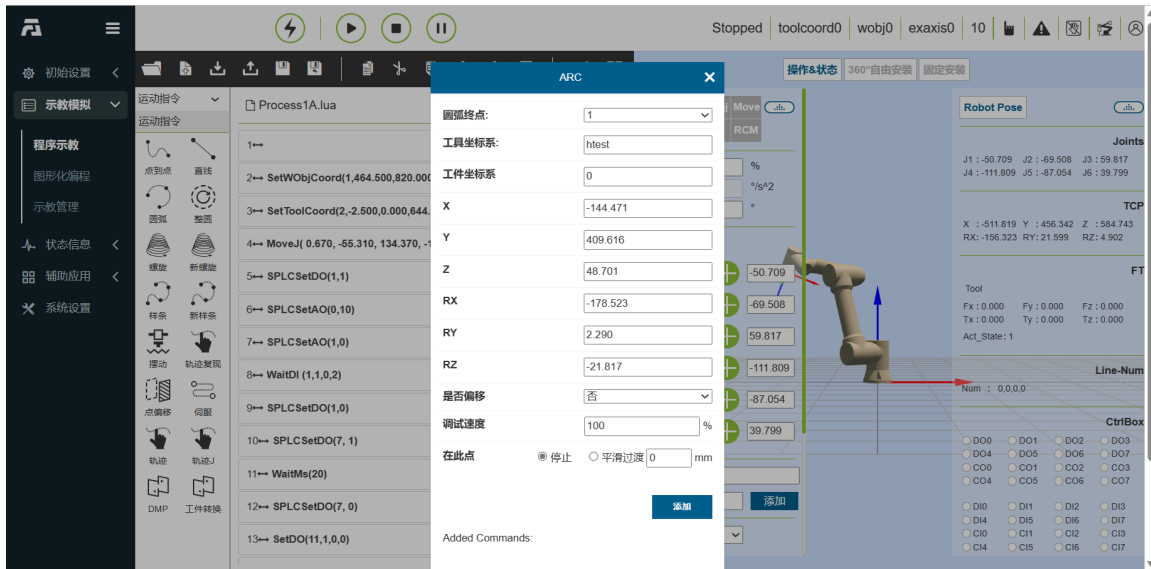 Stopped toolcoord0 wobj0 exaxis0 10
初始设置
示教模拟
程序示教
图形化编程
示教管理
状态信息
辅助应用
系统设置
运动指令
运动指令
点到点 直线
圆弧 整圆
螺旋 新螺旋
样条 新样条
摆动 轨迹复现
点偏移 伺服
轨迹 轨迹J
DMP 工件转换
Process1A.lua
1
2 SetWObjCoord(1,464.500,820.000
3 SetToolCoord(2,-2.500,0.000,644.
4 MoveJ( 0.670, -55.310, 134.370, -1
5 SPLCSetDO(1,1)
6 SPLCSetAO(0,10)
7 SPLCSetAO(1,0)
8 WaitDI (1,1,0,2)
9 SPLCSetDO(1,0)
10 SPLCSetDO(7, 1)
11 WaitMs(20)
12 SPLCSetDO(7, 0)
13 SetDO(11,1,0,0)
ARC
圆弧终点: 1
工具坐标系: htest
工件坐标系 0
X -144.471
Y 409.616
Z 48.701
RX -178.523
RY 2.290
RZ -21.817
是否偏移 否
调试速度 100 %
在此点 停止 平滑过渡 0 mm
添加
Added Commands:
操作&状态 360°自由安装 固定安装
Move
RCM
%
°/s^2
°
-50.709
-69.508
59.817
-111.809
-87.054
39.799
添加
Robot Pose
Joints
J1 : -50.709 J2 : -69.508 J3 : 59.817
J4 : -111.809 J5 : -87.054 J6 : 39.799
TCP
X : -511.819 Y : 456.342 Z : 584.743
RX: -156.323 RY: 21.599 RZ: 4.902
FT
Tool
Fx : 0.000 Fy : 0.000 Fz : 0.000
Tx : 0.000 Ty : 0.000 Tz : 0.000
Act_State: 1
Line-Num
Num : 0,0,0,0
CtrlBox
DO0 DO1 DO2 DO3
DO4 DO5 DO6 DO7
CO0 CO1 CO2 CO3
CO4 CO5 CO6 CO7
DI0 DI1 DI2 DI3
DI4 DI5 DI6 DI7
CI0 CI1 CI2 CI3
CI4 CI5 CI6 CI7